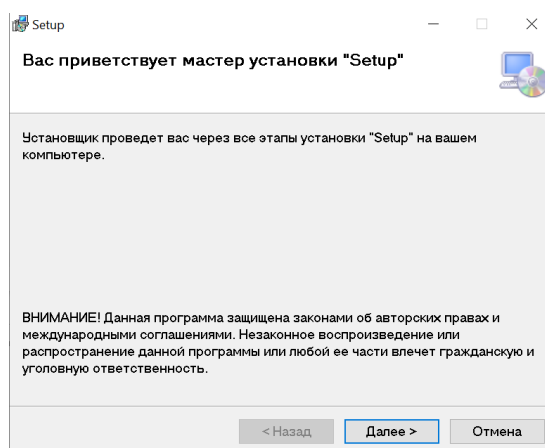 Setup
Вас приветствует мастер установки "Setup"
Установщик проведет вас через все этапы установки "Setup" на вашем
компьютере.
ВНИМАНИЕ! Данная программа защищена законами об авторских правах и
международными соглашениями. Незаконное воспроизведение или
распространение данной программы или любой ее части влечет гражданскую и
уголовную ответственность.
< Назад
Далее >
Отмена